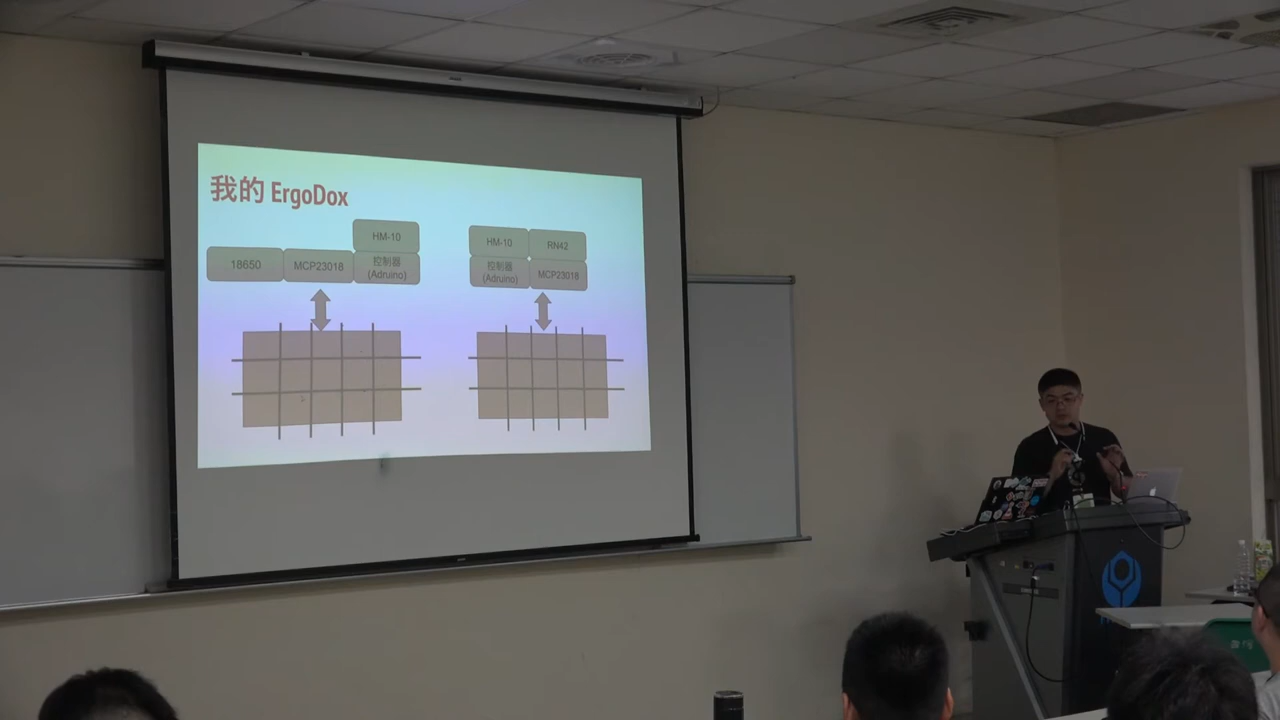 我的 ErgoDox
HM-10
18650
MCP23018
控制器
(Adruino)
HM-10
RN42
控制器
(Adruino)
MCP23018